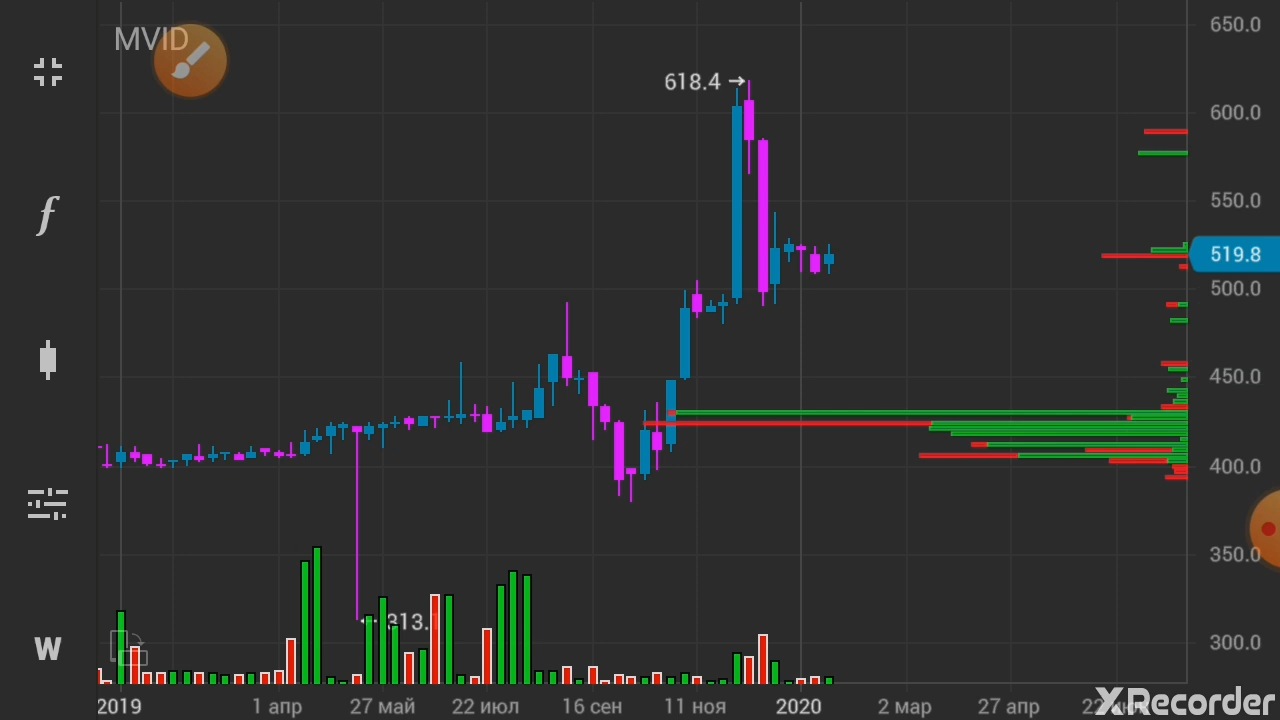 MVID
618.4
313.
650.0
600.0
550.0
519.8
500.0
450.0
400.0
350.0
300.0
f
W
2019
1 апр
27 май
22 июл
16 сен
11 ноя
2020
2 мар
27 апр
XRecorder